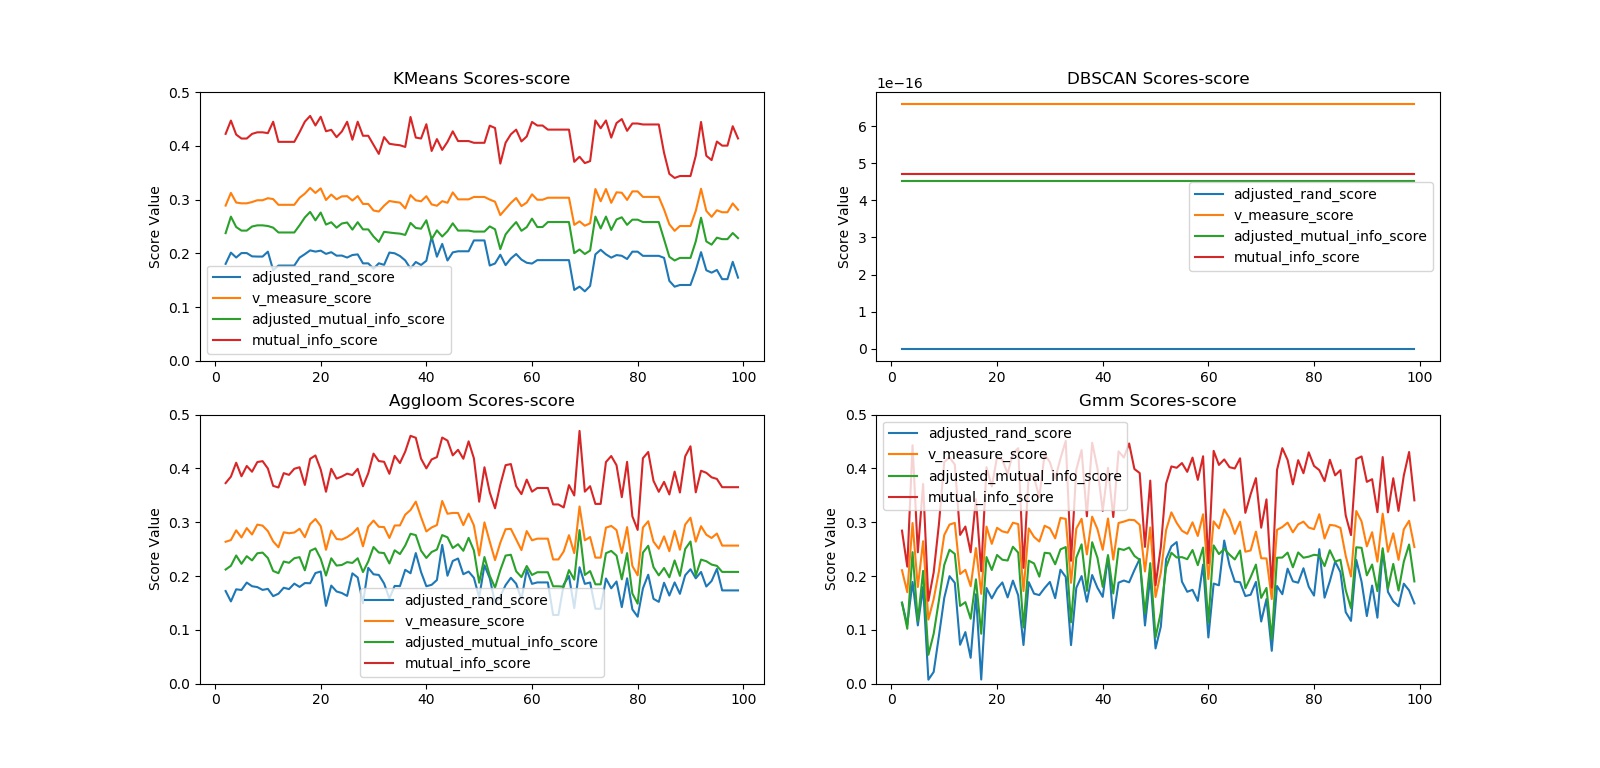 KMeans Scores-score
Score Value
0.5
0.4
0.3
0.2
0.1
0.0
adjusted_rand_score
v_measure_score
adjusted_mutual_info_score
mutual_info_score
0 20 40 60 80 100
DBSCAN Scores-score
1e−16
Score Value
6
5
4
3
2
1
0
adjusted_rand_score
v_measure_score
adjusted_mutual_info_score
mutual_info_score
0 20 40 60 80 100
Aggloom Scores-score
Score Value
0.5
0.4
0.3
0.2
0.1
0.0
adjusted_rand_score
v_measure_score
adjusted_mutual_info_score
mutual_info_score
0 20 40 60 80 100
Gmm Scores-score
Score Value
0.5
0.4
0.3
0.2
0.1
0.0
adjusted_rand_score
v_measure_score
adjusted_mutual_info_score
mutual_info_score
0 20 40 60 80 100